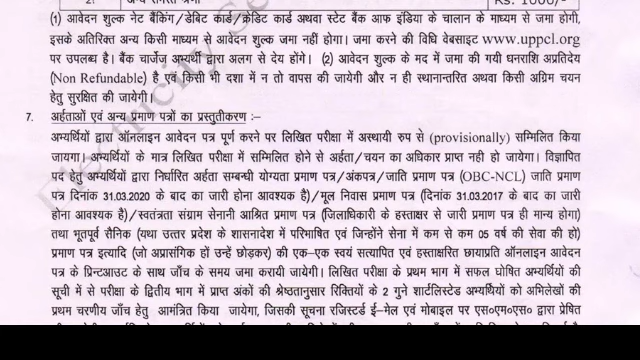 2. अन्य समस्त श्रेणी Rs. 1000/-
(1) आवेदन शुल्क नेट बैंकिंग/डेबिट कार्ड/क्रेडिट कार्ड अथवा स्टेट बैंक आफ इंडिया के चालान के माध्यम से जमा होगी,
इसके अतिरिक्त अन्य किसी माध्यम से आवेदन शुल्क जमा नहीं होगा। जमा करने की विधि वेबसाइट www.uppcl.org
पर उपलब्ध है। बैंक चार्जेज अभ्यर्थी द्वारा अलग से देय होंगे। (2) आवेदन शुल्क के मद में जमा की गयी धनराशि अप्रतिदेय
(Non Refundable) है एवं किसी भी दशा में न तो वापस की जायेगी और न ही स्थानान्तरित अथवा किसी अग्रिम चयन
हेतु सुरक्षित की जायेगी।
7. अर्हताओं एवं अन्य प्रमाण पत्रों का प्रस्तुतीकरण :–
अभ्यर्थियों द्वारा ऑनलाइन आवेदन पत्र पूर्ण करने पर लिखित परीक्षा में अस्थायी रुप से (provisionally) सम्मिलित किया
जायगा। अभ्यर्थियों के मात्र लिखित परीक्षा में सम्मिलित होने से अर्हता/चयन का अधिकार प्राप्त नही हो जायेगा। विज्ञापित
पद हेतु अभ्यर्थियों द्वारा निर्धारित अर्हता सम्बन्धी योग्यता प्रमाण पत्र/अंकपत्र/जाति प्रमाण पत्र (OBC-NCL) जाति प्रमाण
पत्र दिनांक 31.03.2020 के बाद का जारी होना आवश्यक है)/मूल निवास प्रमाण पत्र (दिनांक 31.03.2017 के बाद का जारी
होना आवश्यक है)/स्वतंत्रता संग्राम सेनानी आश्रित प्रमाण पत्र (जिलाधिकारी के हस्ताक्षर से जारी प्रमाण पत्र ही मान्य होगा)
तथा भूतपूर्व सैनिक (यथा उत्तर प्रदेश के शासनादेश में परिभाषित एवं जिन्होंने सेना में कम से कम 05 वर्ष की सेवा की हो)
प्रमाण पत्र इत्यादि (जो अप्रासंगिक हों उन्हें छोड़कर) की एक–एक स्वयं सत्यापित एवं हस्ताक्षरित छायाप्रति ऑनलाइन आवेदन
पत्र के प्रिन्टआउट के साथ जाँच के समय जमा करायी जायेगी। लिखित परीक्षा के प्रथम भाग में सफल घोषित अभ्यर्थियों की
सूची में से परीक्षा के द्वितीय भाग में प्राप्त अंकों की श्रेष्ठतानुसार रिक्तियों के 2 गुने शार्टलिस्टेड अभ्यर्थियों को अभिलेखों की
प्रथम चरणीय जाँच हेतु आमंत्रित किया जायेगा, जिसकी सूचना रजिस्टर्ड ई–मेल एवं मोबाइल पर एस०एम०एस० द्वारा प्रेषित